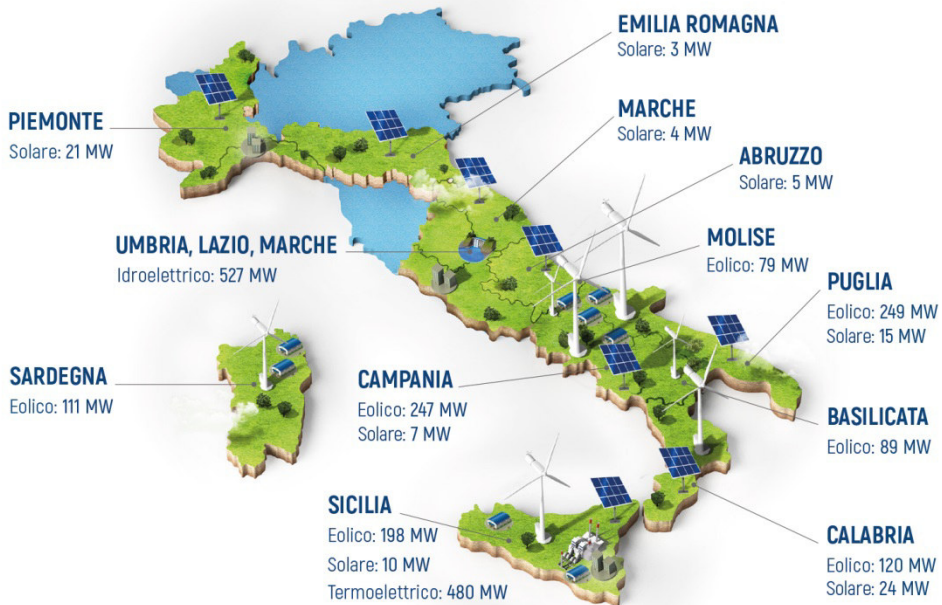 EMILIA ROMAGNA
Solare: 3 MW
PIEMONTE
Solare: 21 MW
MARCHE
Solare: 4 MW
ABRUZZO
Solare: 5 MW
UMBRIA, LAZIO, MARCHE
Idroelettrico: 527 MW
MOLISE
Eolico: 79 MW
PUGLIA
Eolico: 249 MW
Solare: 15 MW
SARDEGNA
Eolico: 111 MW
CAMPANIA
Eolico: 247 MW
Solare: 7 MW
BASILICATA
Eolico: 89 MW
SICILIA
Eolico: 198 MW
Solare: 10 MW
Termoelettrico: 480 MW
CALABRIA
Eolico: 120 MW
Solare: 24 MW